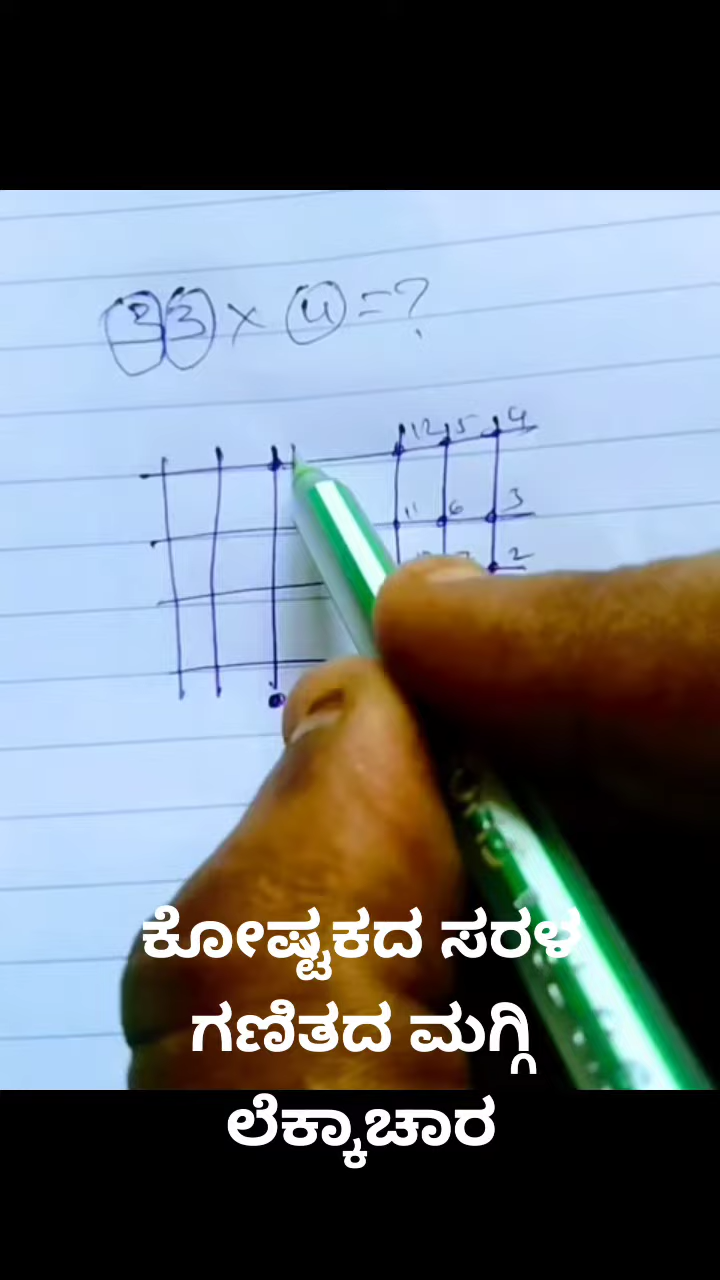 33 × 4 = ?
12 5 4
11 6 3
2
ಕೋಷ್ಟಕದ ಸರಳ
ಗಣಿತದ ಮಗ್ಗಿ
ಲೆಕ್ಕಾಚಾರ